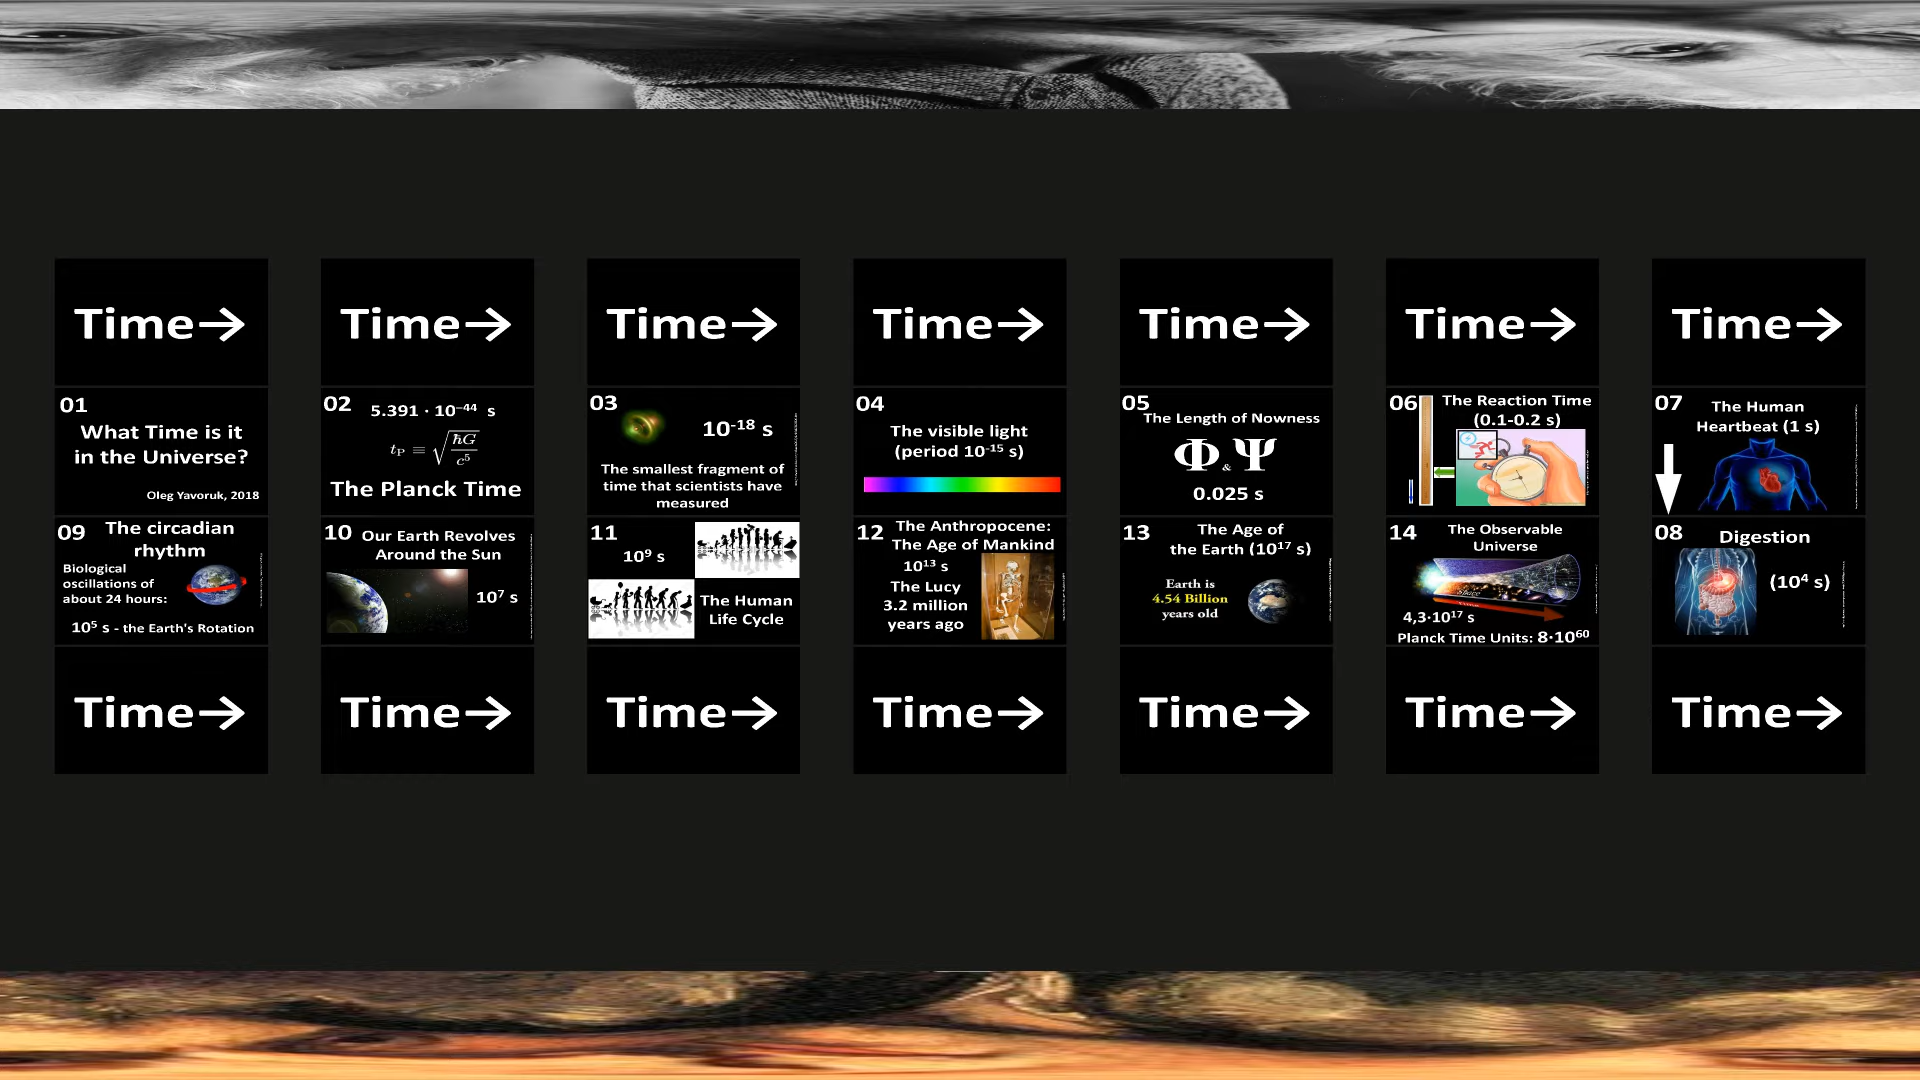 Time→ Time→ Time→ Time→ Time→ Time→ Time→
01
What Time is it
in the Universe?
Oleg Yavoruk, 2018
02
5.391 · 10⁻⁴⁴ s
t_P ≡ √(ħG/c⁵)
The Planck Time
03
10⁻¹⁸ s
The smallest fragment of
time that scientists have
measured
04
The visible light
(period 10⁻¹⁵ s)
05
The Length of Nowness
Φ & Ψ
0.025 s
06
The Reaction Time
(0.1-0.2 s)
07
The Human
Heartbeat (1 s)
09
The circadian
rhythm
Biological
oscillations of
about 24 hours:
10⁵ s - the Earth's Rotation
10
Our Earth Revolves
Around the Sun
10⁷ s
11
10⁹ s
The Human
Life Cycle
12
The Anthropocene:
The Age of Mankind
10¹³ s
The Lucy
3.2 million
years ago
13
The Age of
the Earth (10¹⁷ s)
Earth is
4.54 Billion
years old
14
The Observable
Universe
Space
Time
4,3·10¹⁷ s
Planck Time Units: 8·10⁶⁰
08
Digestion
(10⁴ s)
Time→ Time→ Time→ Time→ Time→ Time→ Time→